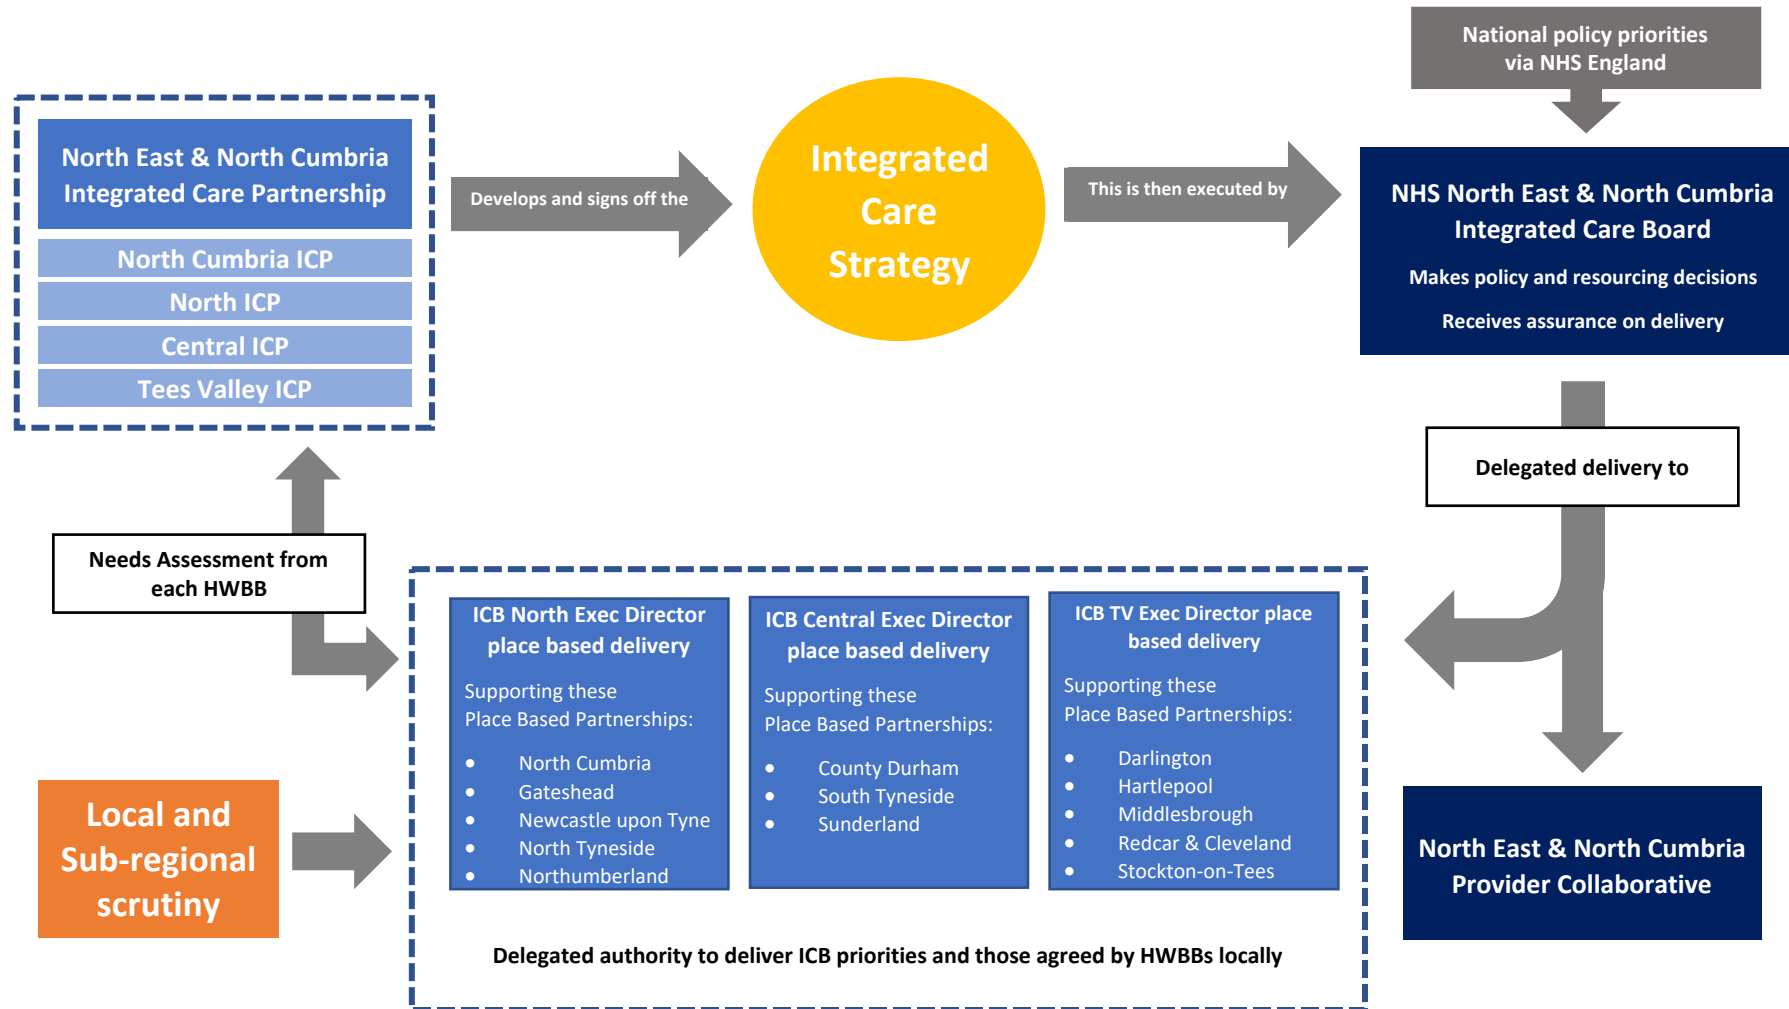 National policy priorities
via NHS England
North East & North Cumbria
Integrated Care Partnership
North Cumbria ICP
North ICP
Central ICP
Tees Valley ICP
Develops and signs off the
Integrated
Care
Strategy
This is then executed by
NHS North East & North Cumbria
Integrated Care Board
Makes policy and resourcing decisions
Receives assurance on delivery
Delegated delivery to
Needs Assessment from
each HWBB
ICB North Exec Director
place based delivery
Supporting these
Place Based Partnerships:
• North Cumbria
• Gateshead
• Newcastle upon Tyne
• North Tyneside
• Northumberland
ICB Central Exec Director
place based delivery
Supporting these
Place Based Partnerships:
• County Durham
• South Tyneside
• Sunderland
ICB TV Exec Director place
based delivery
Supporting these
Place Based Partnerships:
• Darlington
• Hartlepool
• Middlesbrough
• Redcar & Cleveland
• Stockton-on-Tees
Delegated authority to deliver ICB priorities and those agreed by HWBBs locally
Local and
Sub-regional
scrutiny
North East & North Cumbria
Provider Collaborative